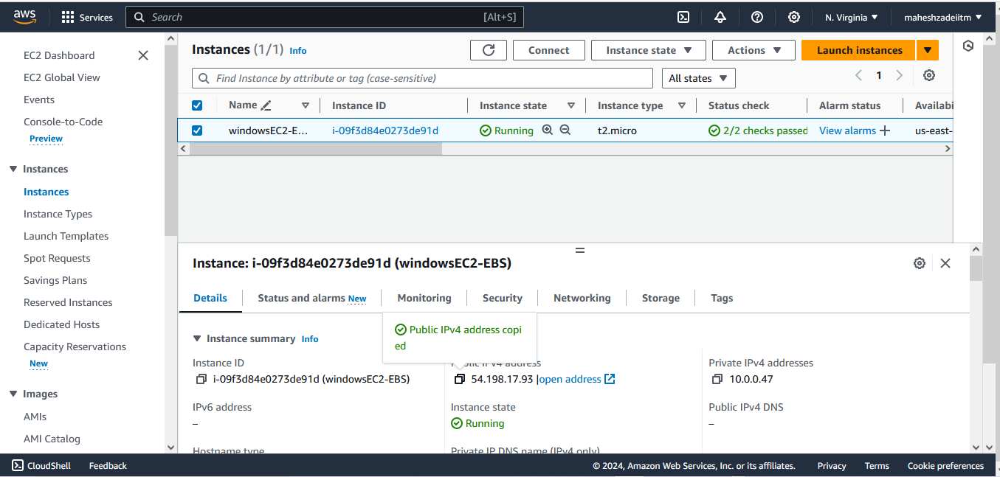 aws
Services
Search
[Alt+S]
N. Virginia
maheshzadeiitm
EC2 Dashboard
EC2 Global View
Events
Console-to-Code
Preview
Instances
Instances
Instance Types
Launch Templates
Spot Requests
Savings Plans
Reserved Instances
Dedicated Hosts
Capacity Reservations
New
Images
AMIs
AMI Catalog
Instances (1/1) Info
Connect
Instance state
Actions
Launch instances
Find Instance by attribute or tag (case-sensitive)
All states
1
Name
Instance ID
Instance state
Instance type
Status check
Alarm status
Availabi
windowsEC2-E...
i-09f3d84e0273de91d
Running
t2.micro
2/2 checks passed
View alarms
us-east-
Instance: i-09f3d84e0273de91d (windowsEC2-EBS)
Details
Status and alarms New
Monitoring
Security
Networking
Storage
Tags
Public IPv4 address copi
ed
Instance summary Info
Instance ID
i-09f3d84e0273de91d (windowsEC2-EBS)
Public IPv4 address
54.198.17.93 |open address
Private IPv4 addresses
10.0.0.47
IPv6 address
–
Instance state
Running
Public IPv4 DNS
–
Hostname type
Private IP DNS name (IPv4 only)
CloudShell
Feedback
© 2024, Amazon Web Services, Inc. or its affiliates.
Privacy
Terms
Cookie preferences